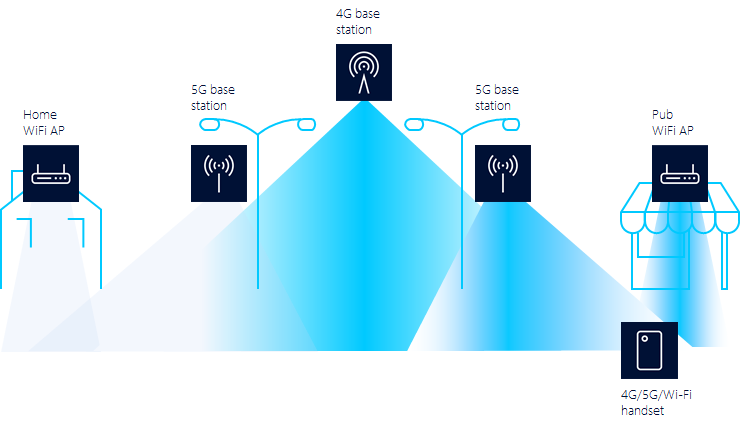 4G base
station
5G base
station
5G base
station
Home
WiFi AP
Pub
WiFi AP
4G/5G/Wi-Fi
handset